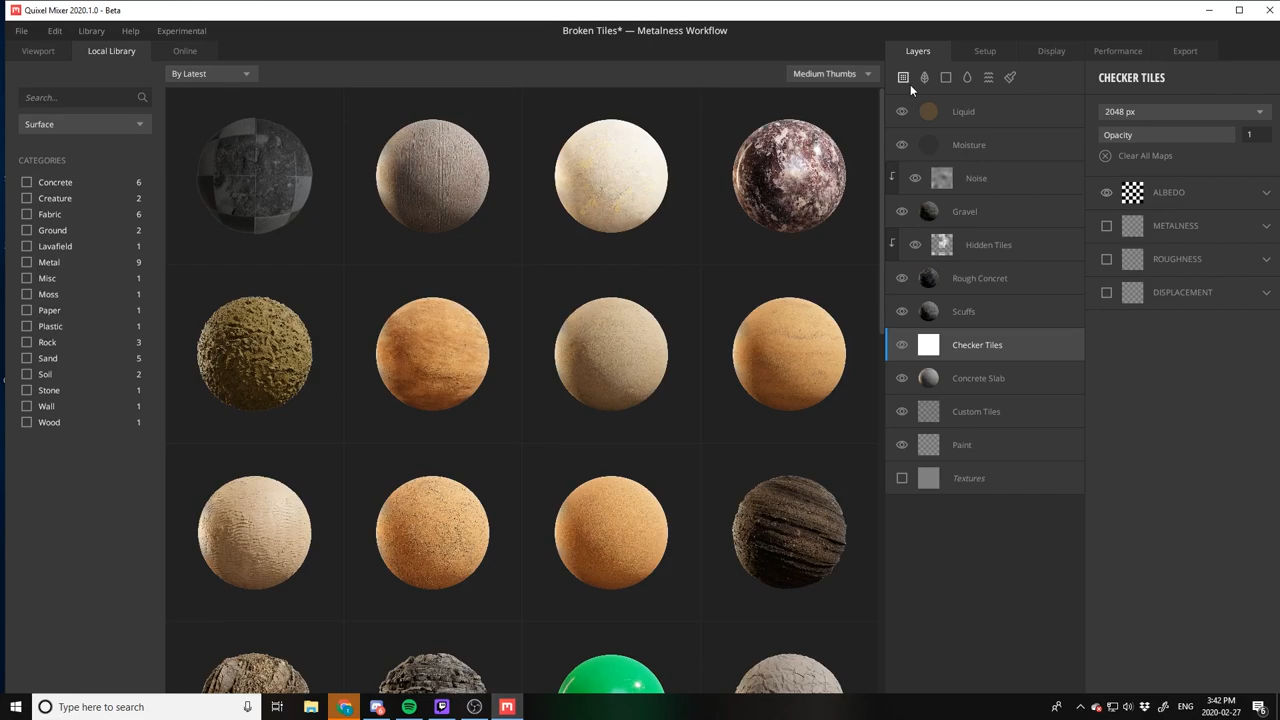 Quixel Mixer 2020.1.0 - Beta
File Edit Library Help Experimental
Broken Tiles* — Metalness Workflow
Viewport Local Library Online
Layers Setup Display Performance Export
By Latest
Medium Thumbs
CHECKER TILES
Search...
2048 px
Surface
Opacity 1
Clear All Maps
CATEGORIES
Concrete 6
Creature 2
Fabric 6
Ground 2
Lavafield 1
Metal 9
Misc 1
Moss 1
Paper 1
Plastic 1
Rock 3
Sand 5
Soil 2
Stone 1
Wall 1
Wood 1
Liquid
Moisture
Noise
Gravel
Hidden Tiles
Rough Concret
Scuffs
Checker Tiles
Concrete Slab
Custom Tiles
Paint
Textures
ALBEDO
METALNESS
ROUGHNESS
DISPLACEMENT
Type here to search
ENG
3:42 PM
2020-02-27